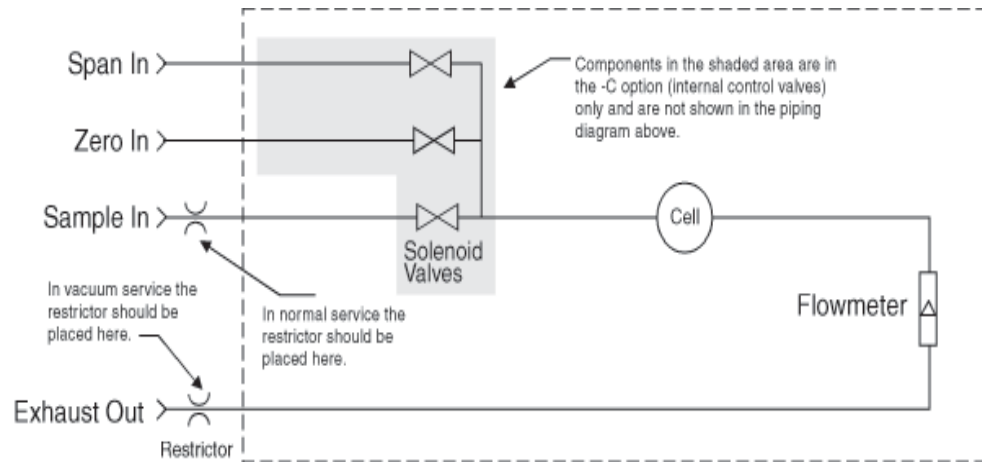 Span In
Components in the shaded area are in
the -C option (internal control valves)
only and are not shown in the piping
diagram above.
Zero In
Sample In
Cell
Solenoid
Valves
In vacuum service the
restrictor should be
placed here.
In normal service the
restrictor should be
placed here.
Flowmeter
Exhaust Out
Restrictor